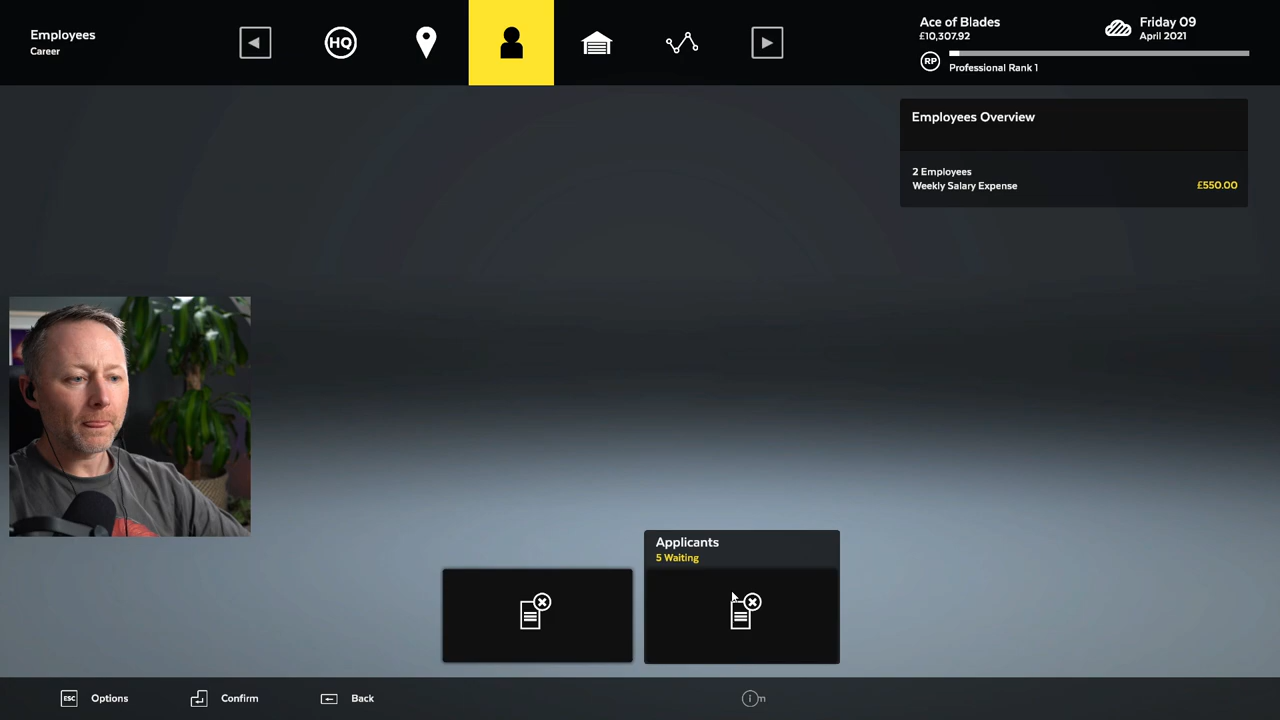 Employees
Career
HQ
Ace of Blades
£10,307.92
RP
Professional Rank 1
Friday 09
April 2021
Employees Overview
2 Employees
Weekly Salary Expense
£550.00
Applicants
5 Waiting
ESC Options
Confirm
Back